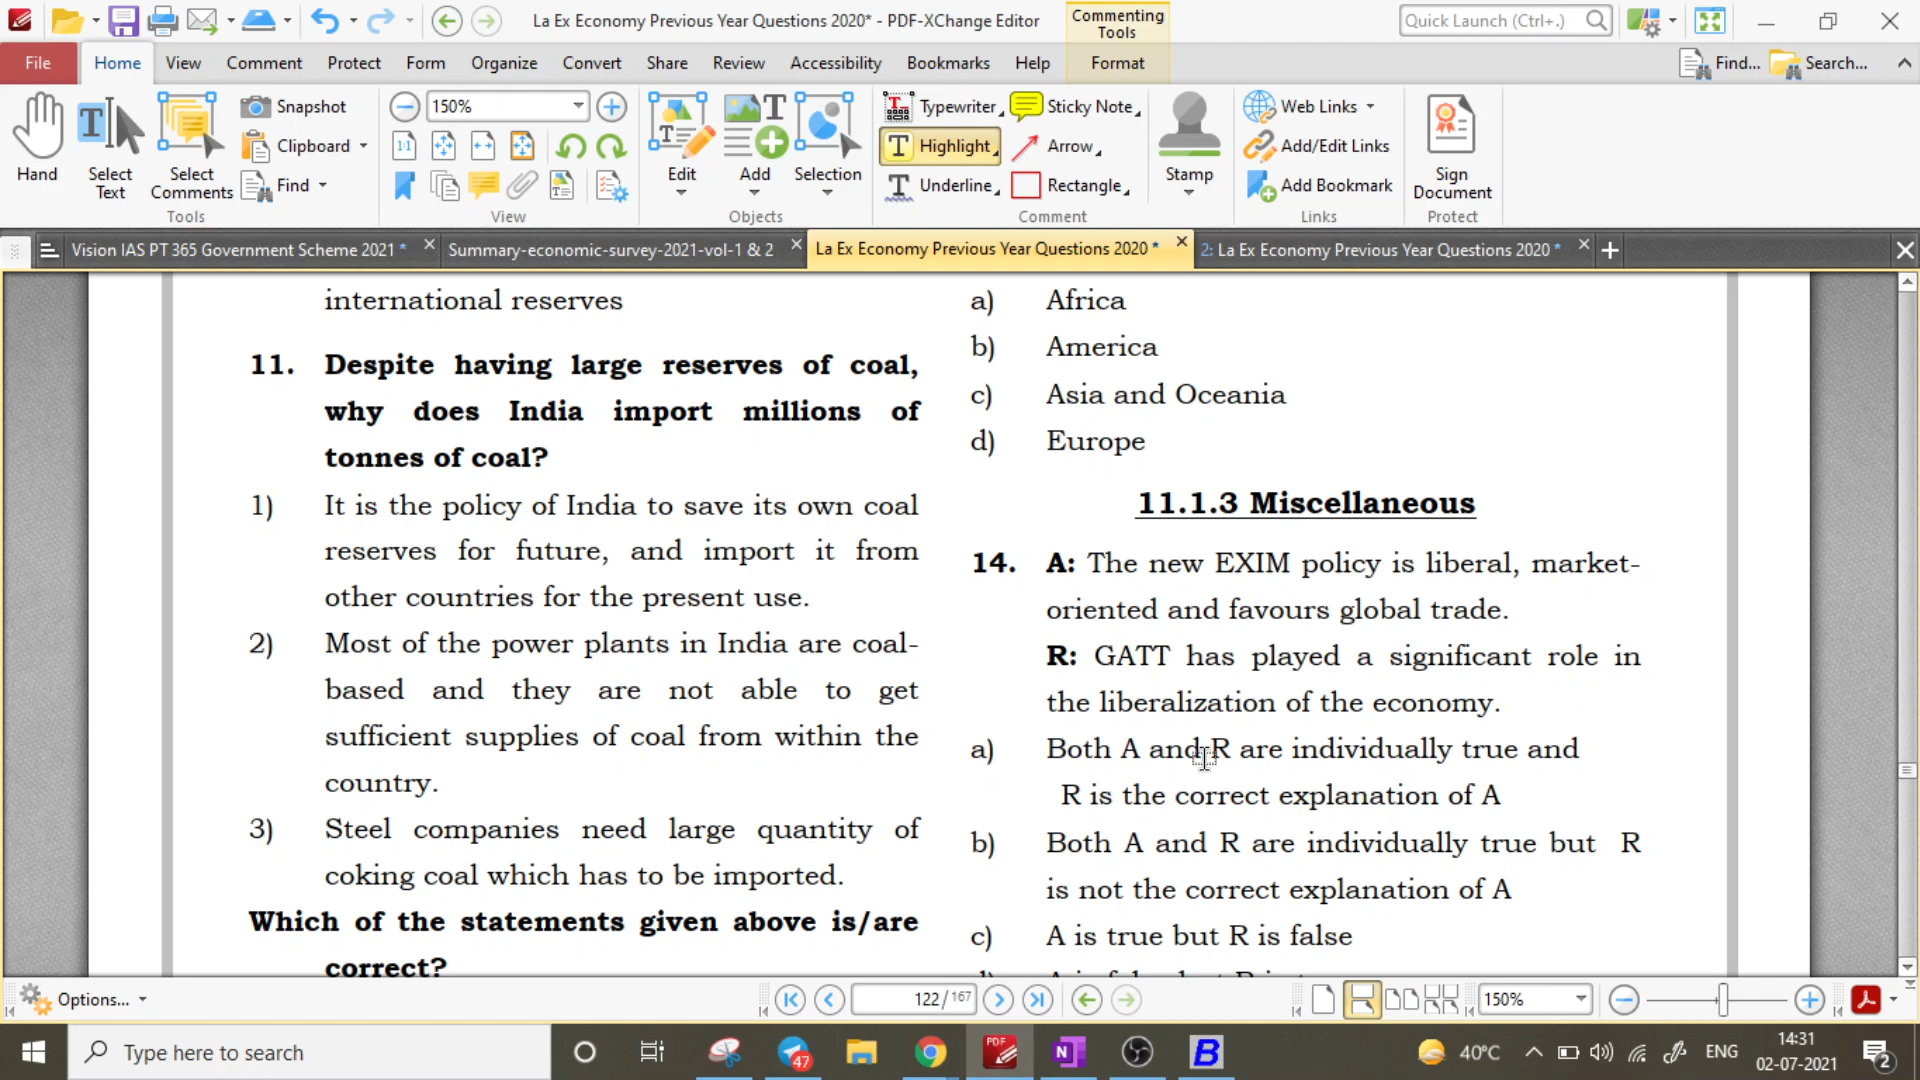 La Ex Economy Previous Year Questions 2020* - PDF-XChange Editor
Commenting
Tools
Quick Launch (Ctrl+.)
File
Home
View
Comment
Protect
Form
Organize
Convert
Share
Review
Accessibility
Bookmarks
Help
Format
Find...
Search...
Hand
Select
Text
Select
Comments
Snapshot
Clipboard
Find
Tools
150%
View
Edit
Add
Selection
Objects
Typewriter
Sticky Note
Highlight
Arrow
Underline
Rectangle
Stamp
Comment
Web Links
Add/Edit Links
Add Bookmark
Links
Sign
Document
Protect
Vision IAS PT 365 Government Scheme 2021 *
Summary-economic-survey-2021-vol-1 & 2
La Ex Economy Previous Year Questions 2020 *
2: La Ex Economy Previous Year Questions 2020 *
international reserves
11. Despite having large reserves of coal,
why does India import millions of
tonnes of coal?
1) It is the policy of India to save its own coal
reserves for future, and import it from
other countries for the present use.
2) Most of the power plants in India are coal-
based and they are not able to get
sufficient supplies of coal from within the
country.
3) Steel companies need large quantity of
coking coal which has to be imported.
Which of the statements given above is/are
correct?
a) Africa
b) America
c) Asia and Oceania
d) Europe
11.1.3 Miscellaneous
14. A: The new EXIM policy is liberal, market-
oriented and favours global trade.
R: GATT has played a significant role in
the liberalization of the economy.
a) Both A and R are individually true and
R is the correct explanation of A
b) Both A and R are individually true but R
is not the correct explanation of A
c) A is true but R is false
Options...
122 / 167
150%
Type here to search
47
PDF
N
B
40°C
ENG
14:31
02-07-2021
2